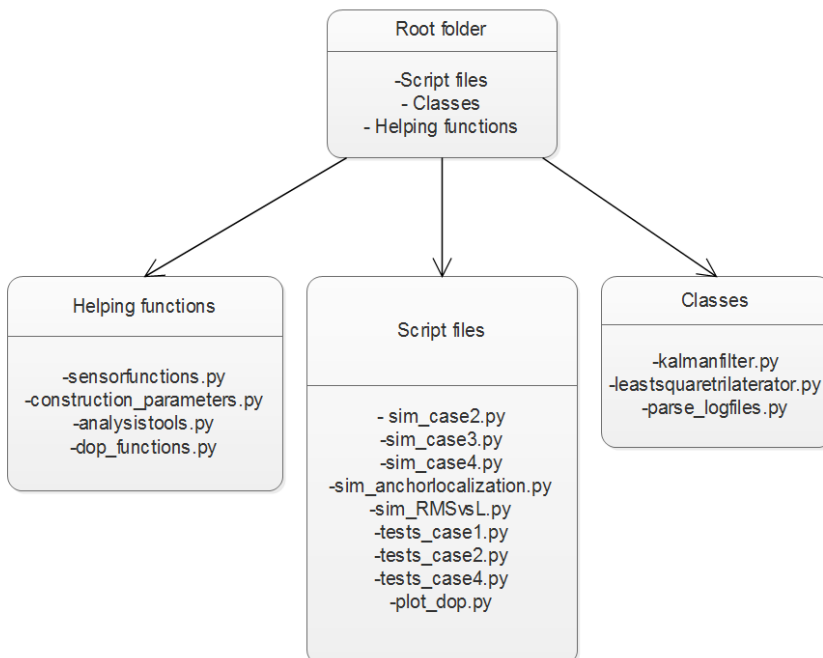 Root folder
-Script files
- Classes
- Helping functions
Helping functions
-sensorfunctions.py
-construction_parameters.py
-analysistools.py
-dop_functions.py
Script files
- sim_case2.py
-sim_case3.py
-sim_case4.py
-sim_anchorlocalization.py
-sim_RMSvsL.py
-tests_case1.py
-tests_case2.py
-tests_case4.py
-plot_dop.py
Classes
-kalmanfilter.py
-leastsquaretrilaterator.py
-parse_logfiles.py